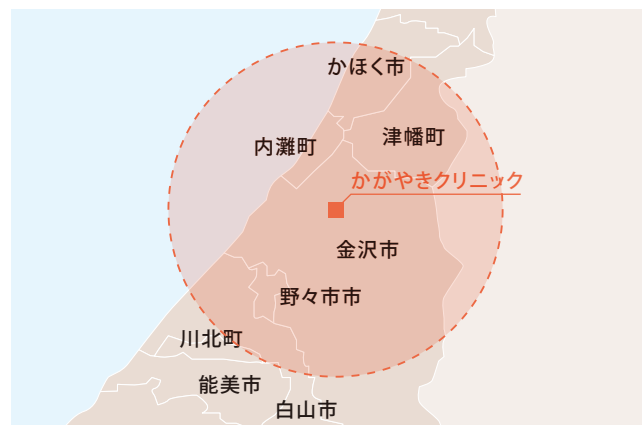 かほく市
津幡町
内灘町
かがやきクリニック
金沢市
野々市市
川北町
能美市
白山市